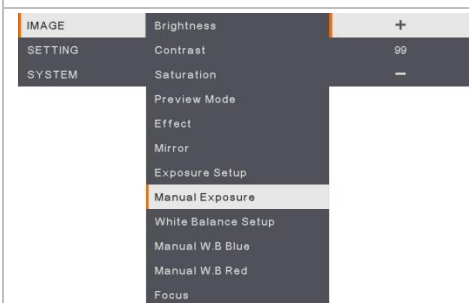 IMAGE
SETTING
SYSTEM
Brightness
Contrast
Saturation
Preview Mode
Effect
Mirror
Exposure Setup
Manual Exposure
White Balance Setup
Manual W.B Blue
Manual W.B Red
Focus
+
99
−